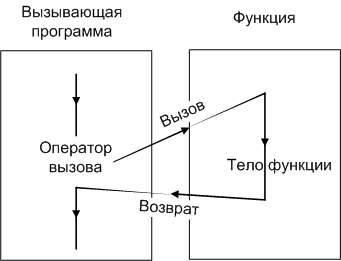 Вызывающая
программа
Функция
Вызов
Оператор
вызова
Тело функции
Возврат